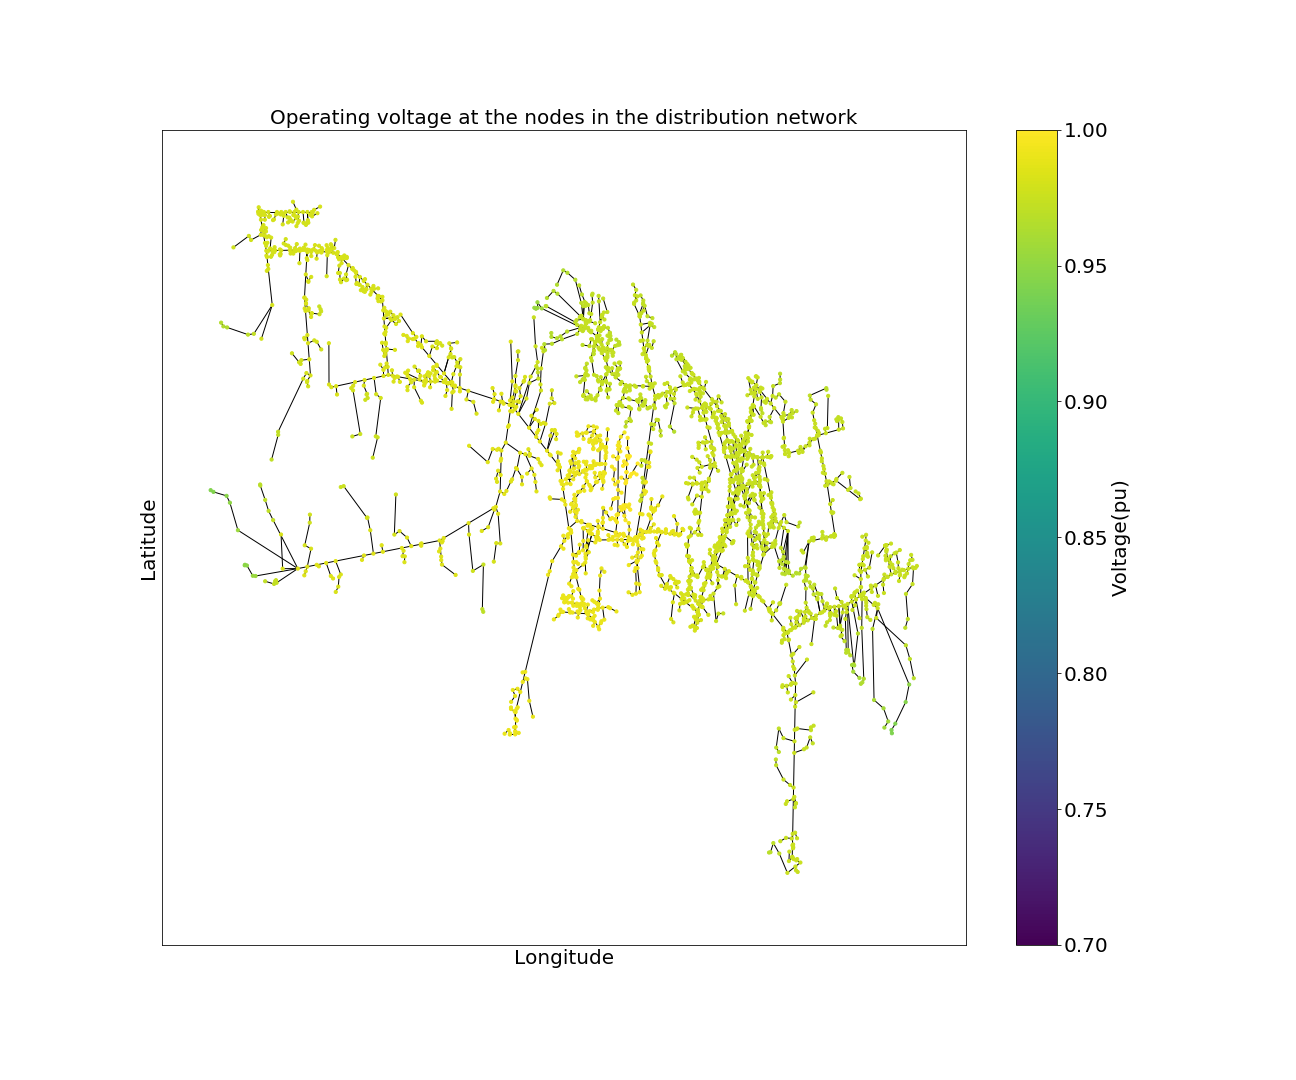 Operating voltage at the nodes in the distribution network
Latitude
Longitude
1.00
0.95
0.90
0.85
0.80
0.75
0.70
Voltage(pu)